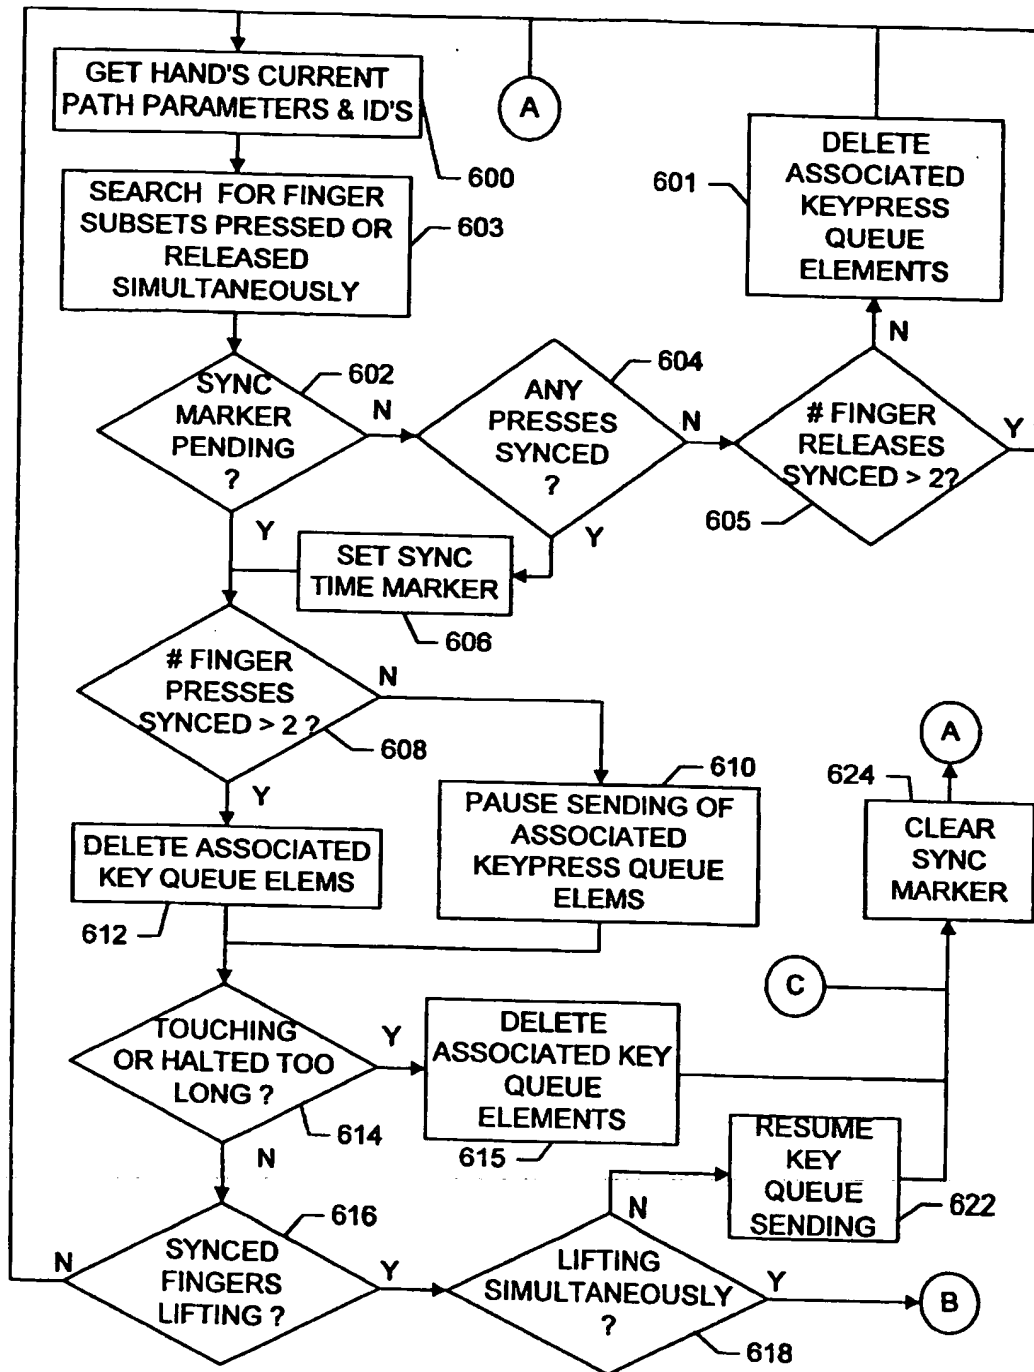 GET HAND'S CURRENT
PATH PARAMETERS & ID'S
600
A
SEARCH FOR FINGER
SUBSETS PRESSED OR
RELEASED
SIMULTANEOUSLY
603
DELETE
ASSOCIATED
KEYPRESS
QUEUE
ELEMENTS
601
SYNC
MARKER
PENDING
?
602
N
Y
ANY
PRESSES
SYNCED
?
604
N
Y
# FINGER
RELEASES
SYNCED > 2?
605
N
Y
SET SYNC
TIME MARKER
606
# FINGER
PRESSES
SYNCED > 2 ?
608
N
Y
DELETE ASSOCIATED
KEY QUEUE ELEMS
612
PAUSE SENDING OF
ASSOCIATED
KEYPRESS QUEUE
ELEMS
610
A
624
CLEAR
SYNC
MARKER
C
TOUCHING
OR HALTED TOO
LONG ?
614
Y
N
DELETE
ASSOCIATED KEY
QUEUE
ELEMENTS
615
RESUME
KEY
QUEUE
SENDING
622
SYNCED
FINGERS
LIFTING ?
616
N
Y
LIFTING
SIMULTANEOUSLY
?
618
N
Y
B